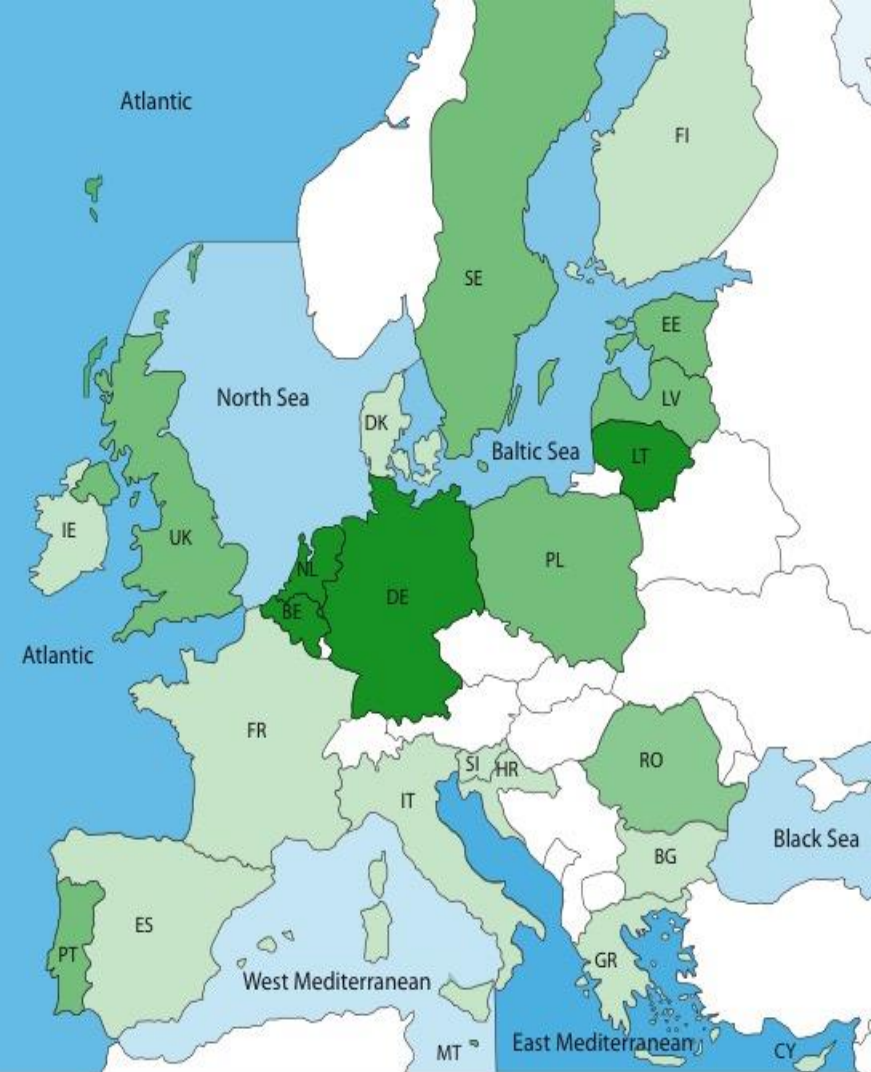 Atlantic
FI
SE
EE
North Sea
LV
DK
Baltic Sea
LT
IE
UK
PL
NL
DE
BE
Atlantic
FR
RO
SI
HR
IT
Black Sea
BG
ES
PT
GR
West Mediterranean
East Mediterranean
MT
CY